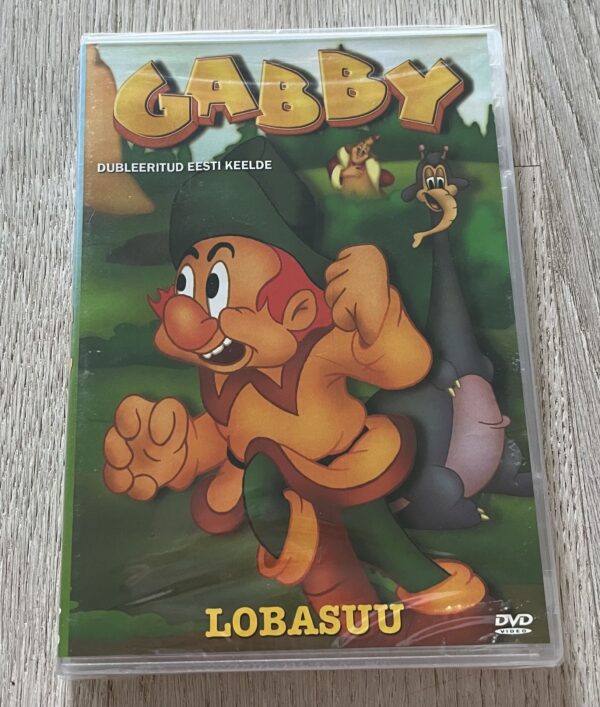 GABBY
DUBLEERITUD EESTI KEELDE
LOBASUU
DVD
VIDEO